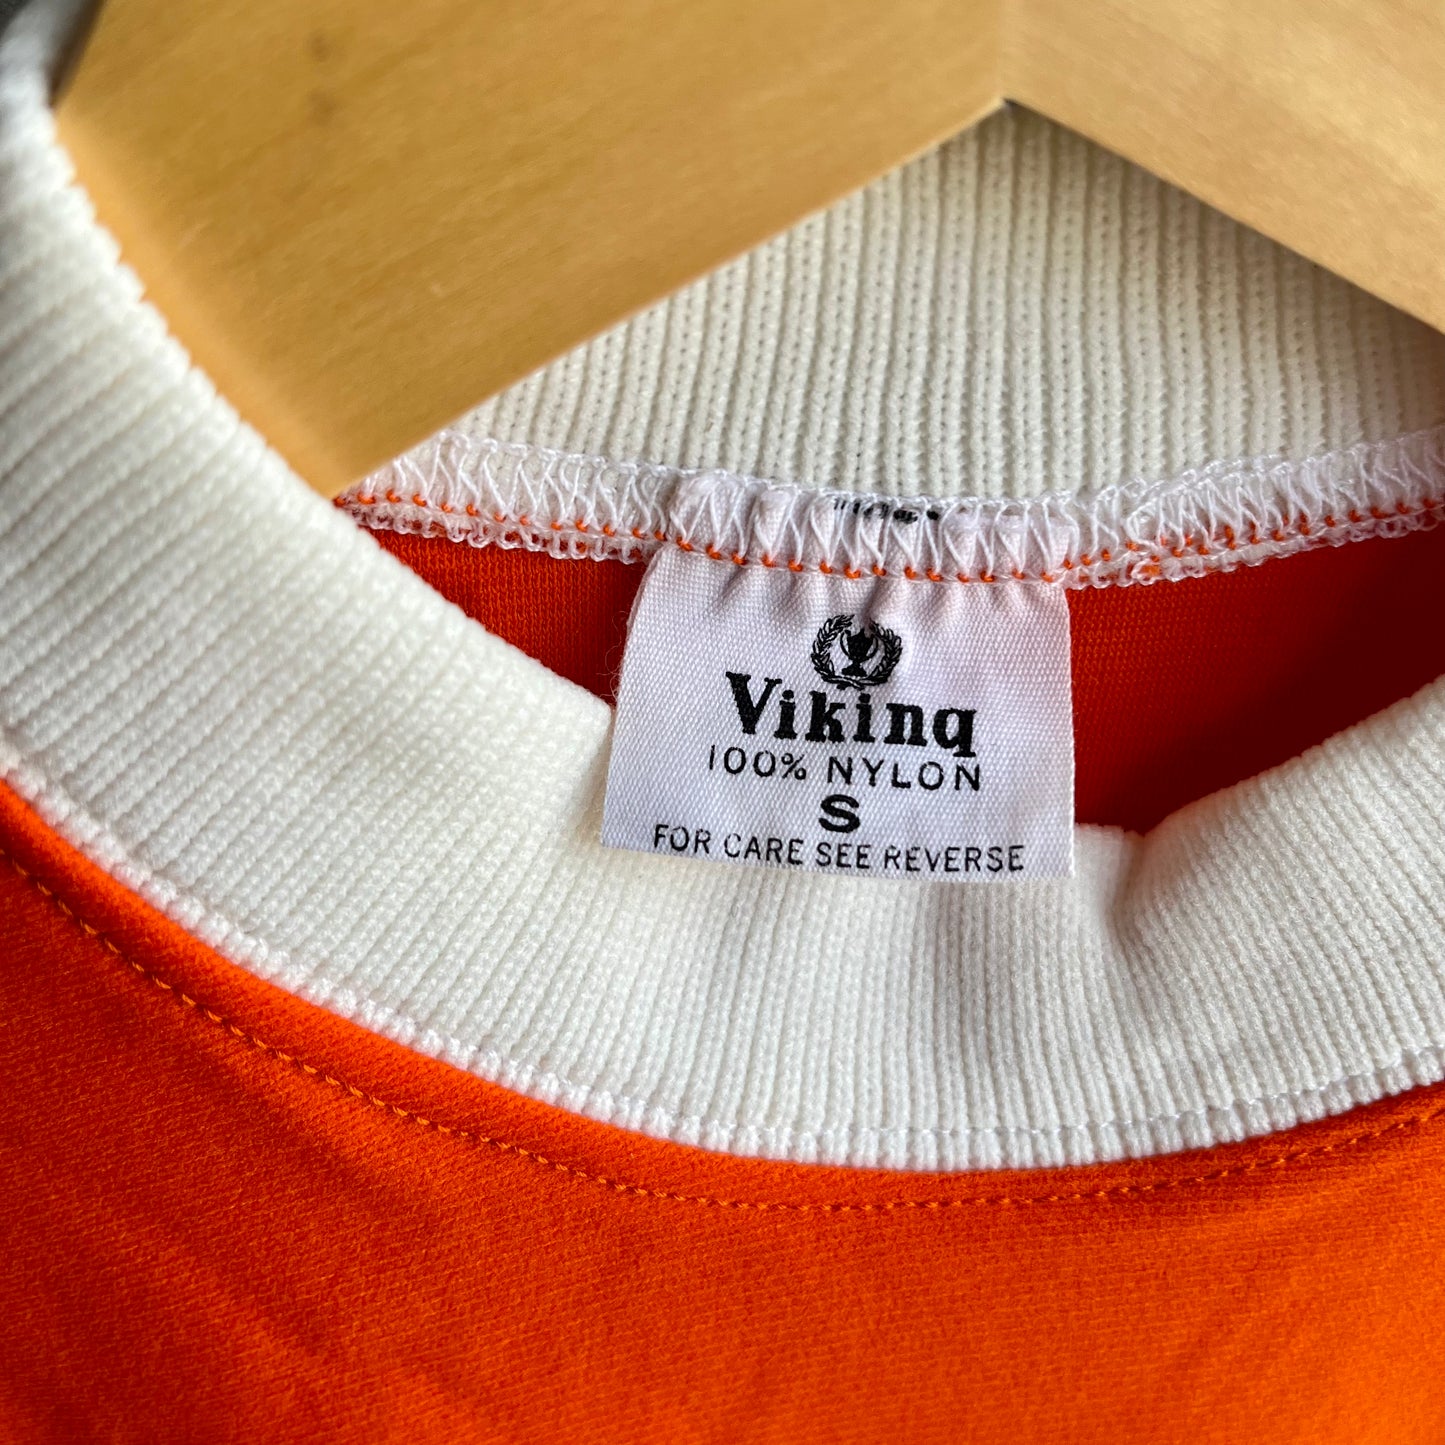 Viking
100% NYLON
S
FOR CARE SEE REVERSE